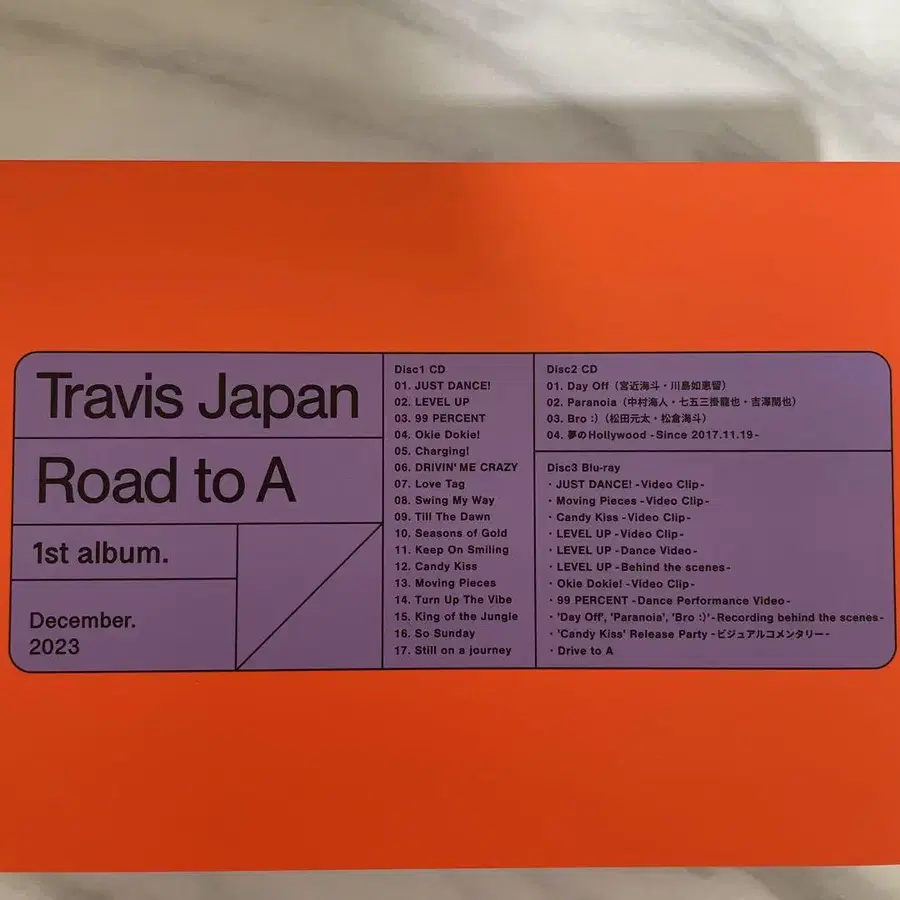 Travis Japan
Road to A
1st album.
December.
2023
Disc1 CD
01. JUST DANCE!
02. LEVEL UP
03. 99 PERCENT
04. Okie Dokie!
05. Charging!
06. DRIVIN' ME CRAZY
07. Love Tag
08. Swing My Way
09. Till The Dawn
10. Seasons of Gold
11. Keep On Smiling
12. Candy Kiss
13. Moving Pieces
14. Turn Up The Vibe
15. King of the Jungle
16. So Sunday
17. Still on a journey
Disc2 CD
01. Day Off（宮近海斗・川島如恵留）
02. Paranoia（中村海人・七五三掛龍也・吉澤閑也）
03. Bro :)（松田元太・松倉海斗）
04. 夢のHollywood -Since 2017.11.19-
Disc3 Blu-ray
・JUST DANCE! -Video Clip-
・Moving Pieces -Video Clip-
・Candy Kiss -Video Clip-
・LEVEL UP -Video Clip-
・LEVEL UP -Dance Video-
・LEVEL UP -Behind the scenes-
・Okie Dokie! -Video Clip-
・99 PERCENT -Dance Performance Video-
・'Day Off', 'Paranoia', 'Bro :)' -Recording behind the scenes-
・'Candy Kiss' Release Party -ビジュアルコメンタリー-
・Drive to A